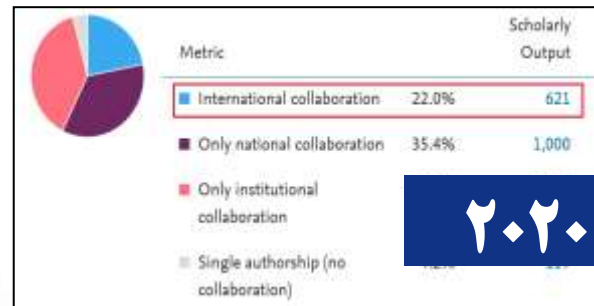 Scholarly
Metric Output
International collaboration 22.0% 621
Only national collaboration 35.4% 1,000
Only institutional
collaboration
٢٠٢٠
Single authorship (no
collaboration)